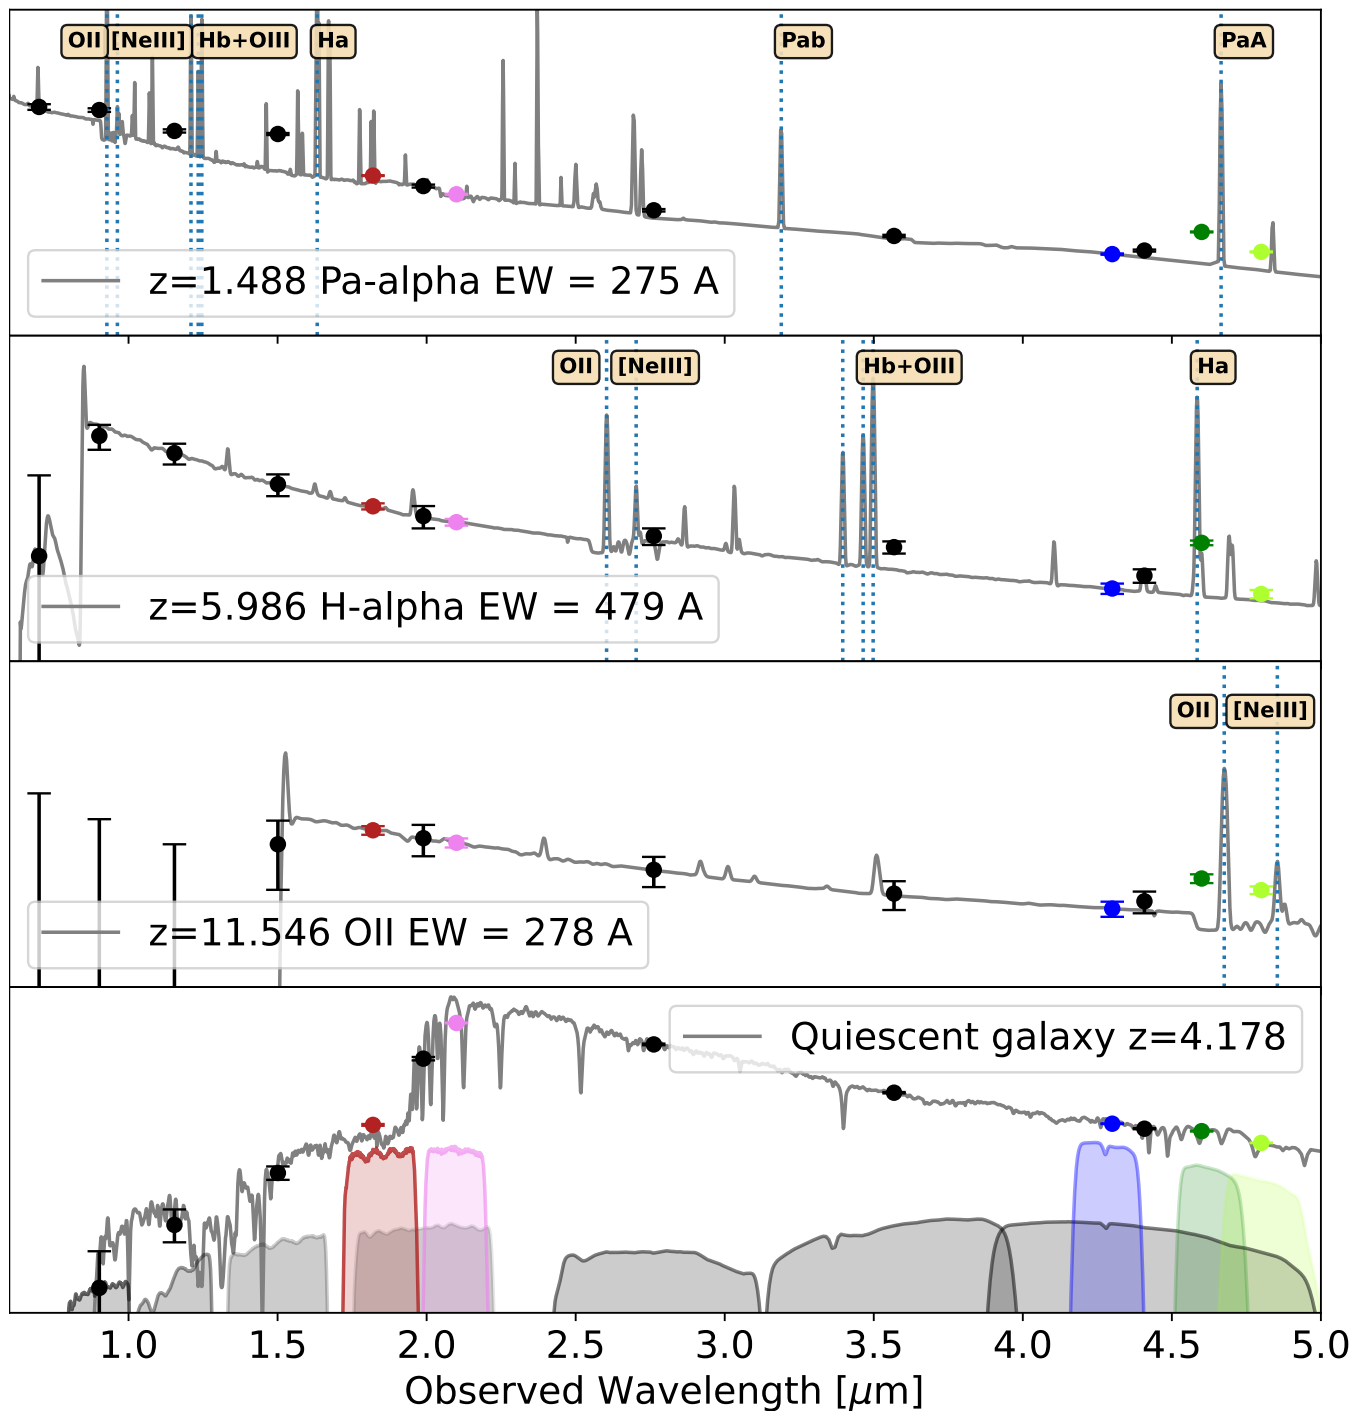 OII [NeIII] Hb+OIII Ha Pab PaA
z=1.488 Pa-alpha EW = 275 A
OII [NeIII] Hb+OIII Ha
z=5.986 H-alpha EW = 479 A
OII [NeIII]
z=11.546 OII EW = 278 A
Quiescent galaxy z=4.178
1.0 1.5 2.0 2.5 3.0 3.5 4.0 4.5 5.0
Observed Wavelength [μm]